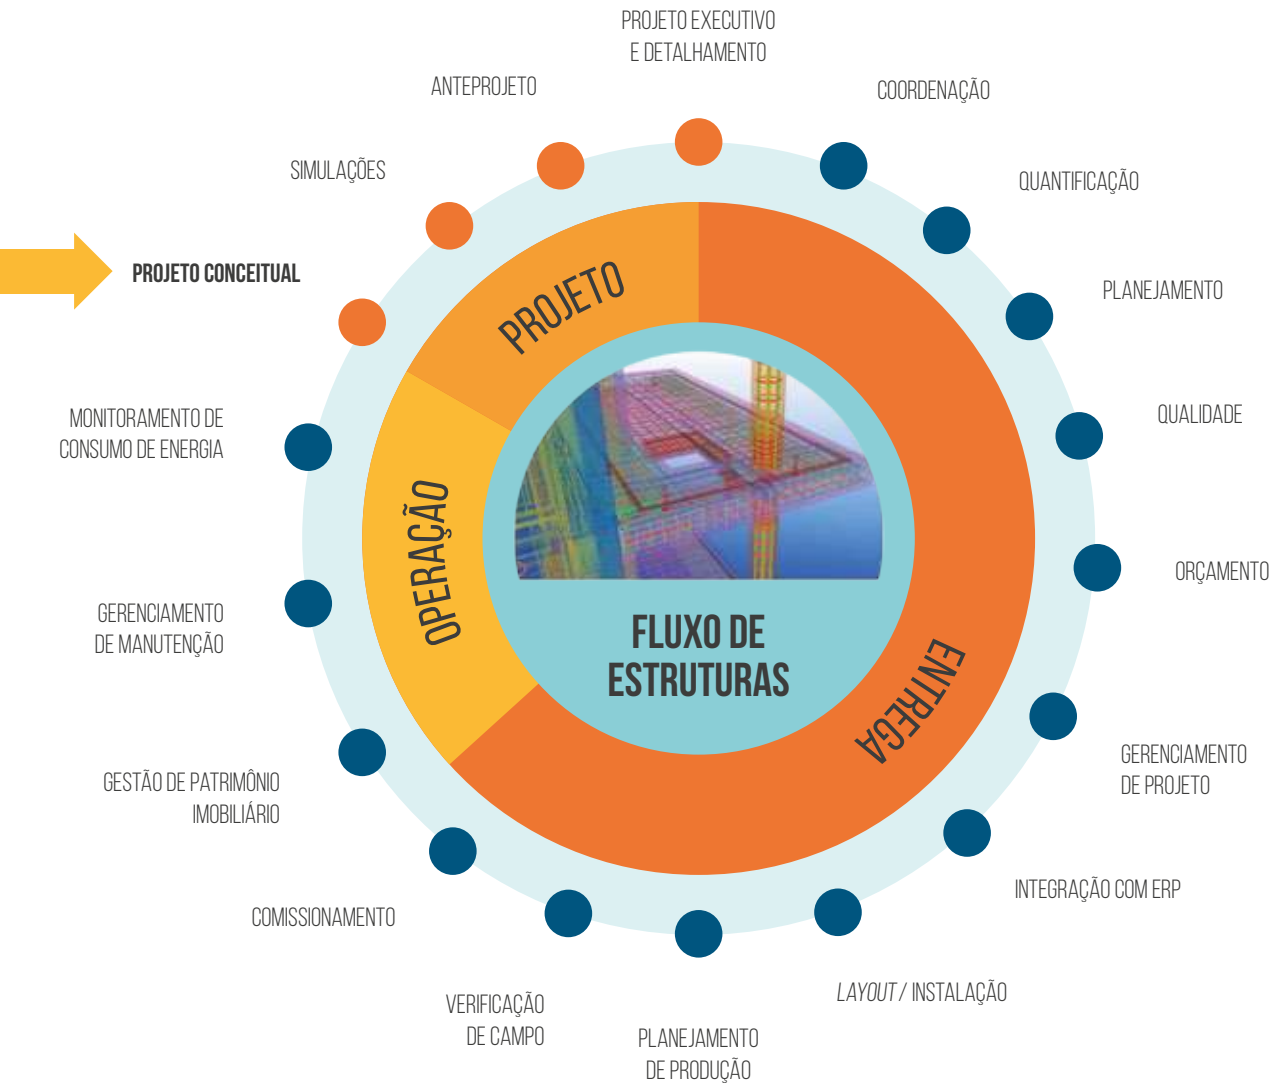 PROJETO EXECUTIVO
E DETALHAMENTO
ANTEPROJETO
COORDENAÇÃO
SIMULAÇÕES
QUANTIFICAÇÃO
PROJETO CONCEITUAL
PLANEJAMENTO
PROJETO
MONITORAMENTO DE
CONSUMO DE ENERGIA
QUALIDADE
OPERAÇÃO
ORÇAMENTO
GERENCIAMENTO
DE MANUTENÇÃO
FLUXO DE
ESTRUTURAS
ENTREGA
GERENCIAMENTO
DE PROJETO
GESTÃO DE PATRIMÔNIO
IMOBILIÁRIO
INTEGRAÇÃO COM ERP
COMISSIONAMENTO
LAYOUT / INSTALAÇÃO
VERIFICAÇÃO
DE CAMPO
PLANEJAMENTO
DE PRODUÇÃO